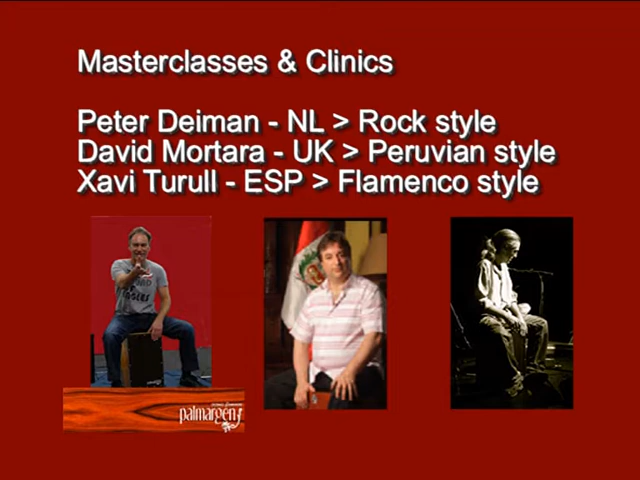 Masterclasses & Clinics
Peter Deiman - NL > Rock style
David Mortara - UK > Peruvian style
Xavi Turull - ESP > Flamenco style
palmargen